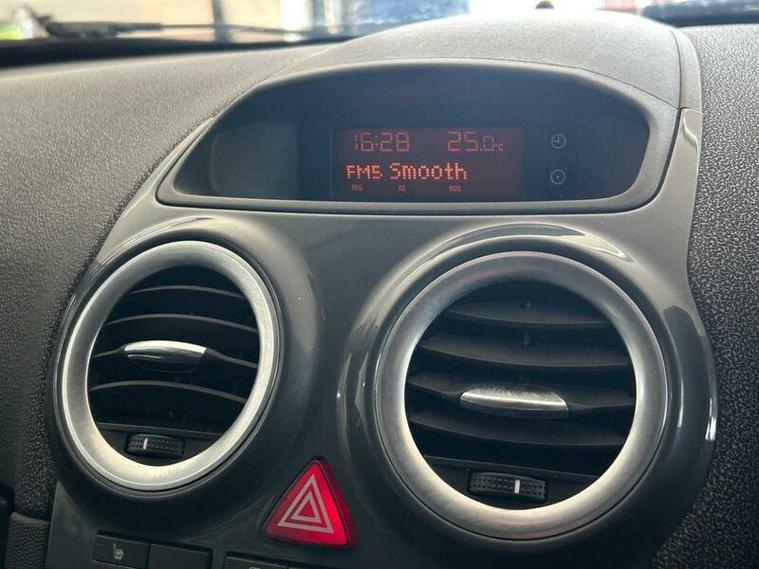 16:28 25.0°C
FM5 Smooth
REG AS RDS